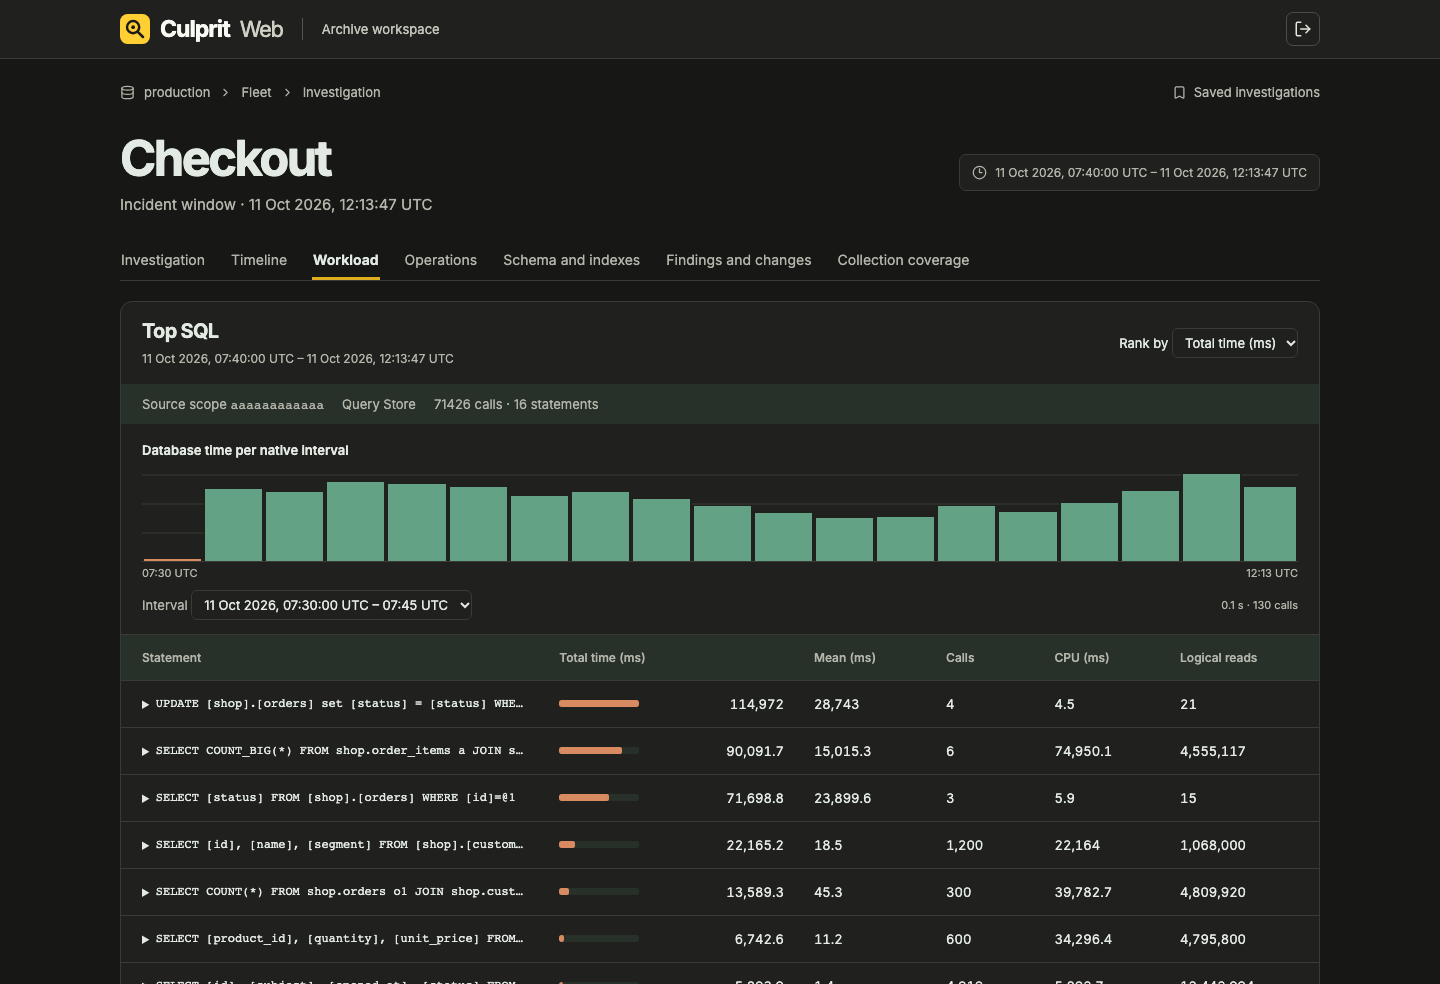 Culprit Web
Archive workspace
production > Fleet > Investigation
Saved investigations
Checkout
Incident window · 11 Oct 2026, 12:13:47 UTC
11 Oct 2026, 07:40:00 UTC – 11 Oct 2026, 12:13:47 UTC
Investigation Timeline Workload Operations Schema and indexes Findings and changes Collection coverage
Top SQL
11 Oct 2026, 07:40:00 UTC – 11 Oct 2026, 12:13:47 UTC
Rank by Total time (ms)
Source scope aaaaaaaaaaaa Query Store 71426 calls · 16 statements
Database time per native interval
07:30 UTC 12:13 UTC
Interval 11 Oct 2026, 07:30:00 UTC – 07:45 UTC 0.1 s · 130 calls
Statement Total time (ms) Mean (ms) Calls CPU (ms) Logical reads
UPDATE [shop].[orders] set [status] = [status] WHE… 114,972 28,743 4 4.5 21
SELECT COUNT_BIG(*) FROM shop.order_items a JOIN s… 90,091.7 15,015.3 6 74,950.1 4,555,117
SELECT [status] FROM [shop].[orders] WHERE [id]=@1 71,698.8 23,899.6 3 5.9 15
SELECT [id], [name], [segment] FROM [shop].[custom… 22,165.2 18.5 1,200 22,164 1,068,000
SELECT COUNT(*) FROM shop.orders o1 JOIN shop.cust… 13,589.3 45.3 300 39,782.7 4,809,920
SELECT [product_id], [quantity], [unit_price] FROM… 6,742.6 11.2 600 34,296.4 4,795,800